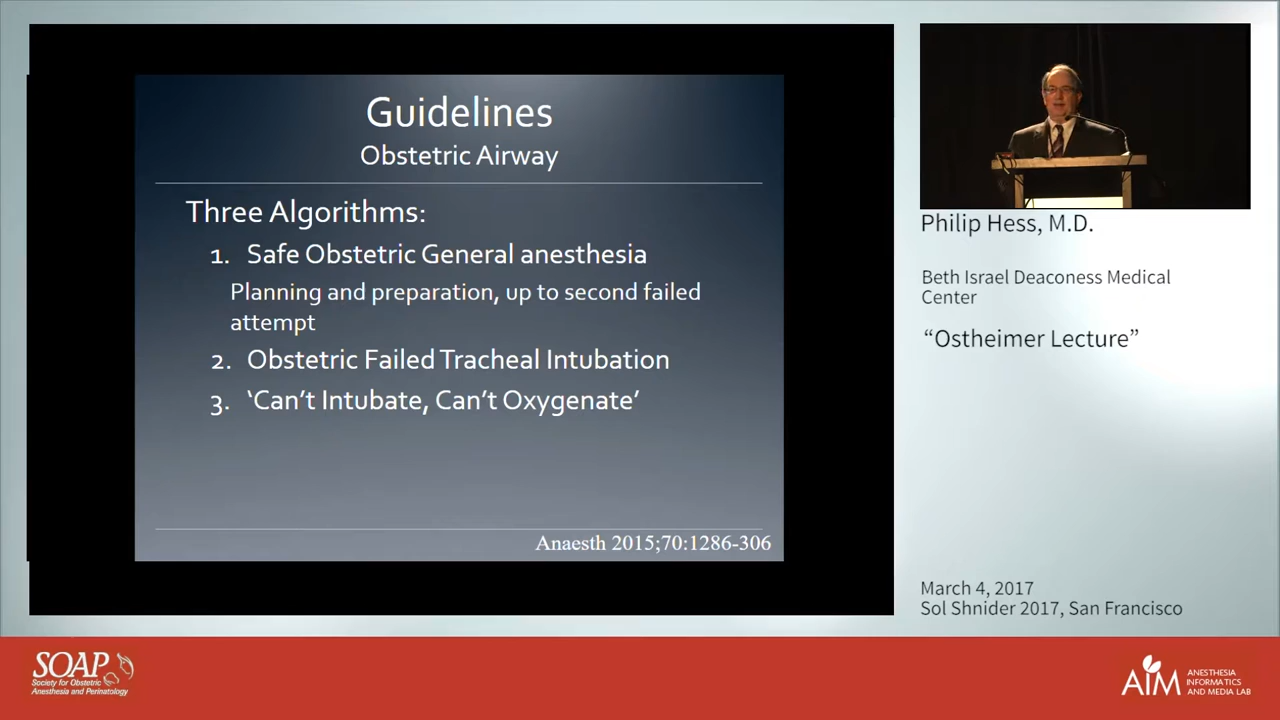 Guidelines
Obstetric Airway
Three Algorithms:
1. Safe Obstetric General anesthesia
Planning and preparation, up to second failed
attempt
2. Obstetric Failed Tracheal Intubation
3. ‘Can’t Intubate, Can’t Oxygenate’
Anaesth 2015;70:1286-306
Philip Hess, M.D.
Beth Israel Deaconess Medical
Center
“Ostheimer Lecture”
March 4, 2017
Sol Shnider 2017, San Francisco
SOAP
Society for Obstetric
Anesthesia and Perinatology
AIM
ANESTHESIA
INFORMATICS
AND MEDIA LAB